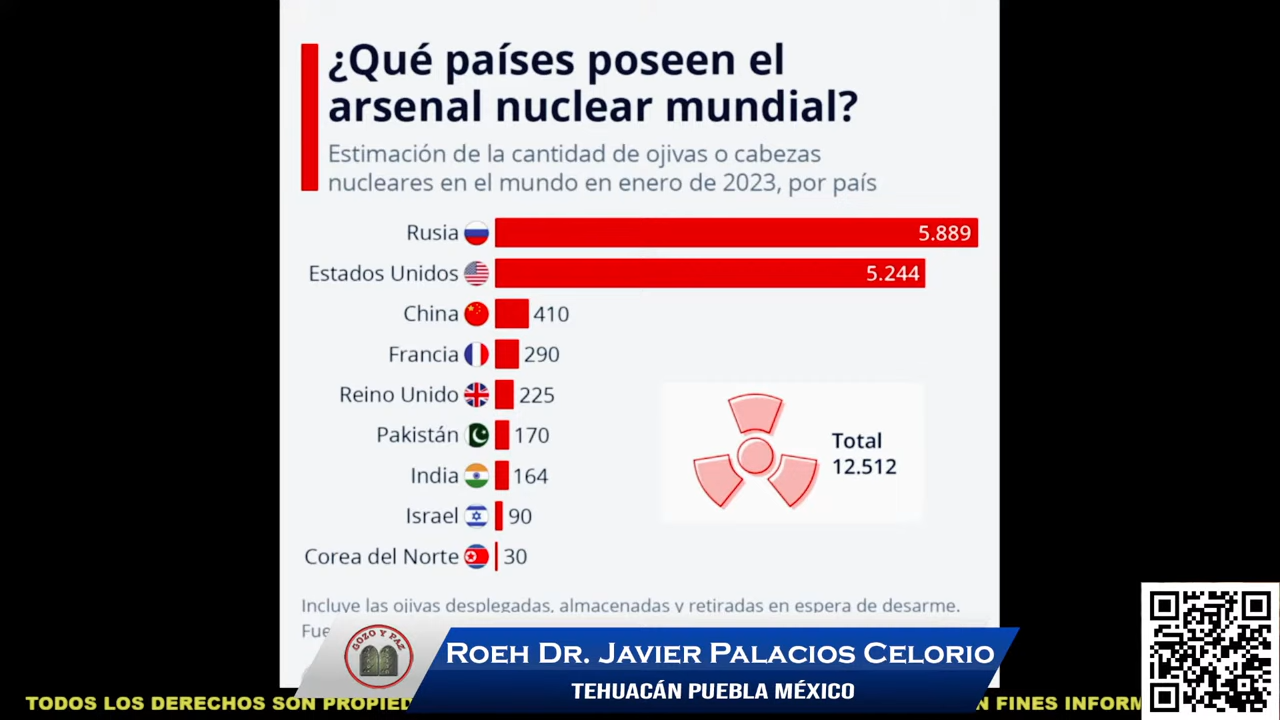 ¿Qué países poseen el
arsenal nuclear mundial?
Estimación de la cantidad de ojivas o cabezas
nucleares en el mundo en enero de 2023, por país
Rusia 5.889
Estados Unidos 5.244
China 410
Francia 290
Reino Unido 225
Pakistán 170
India 164
Israel 90
Corea del Norte 30
Total
12.512
Incluye las ojivas desplegadas, almacenadas y retiradas en espera de desarme.
GOZO Y PAZ
ROEH DR. JAVIER PALACIOS CELORIO
TEHUACÁN PUEBLA MÉXICO
TODOS LOS DERECHOS SON FINES